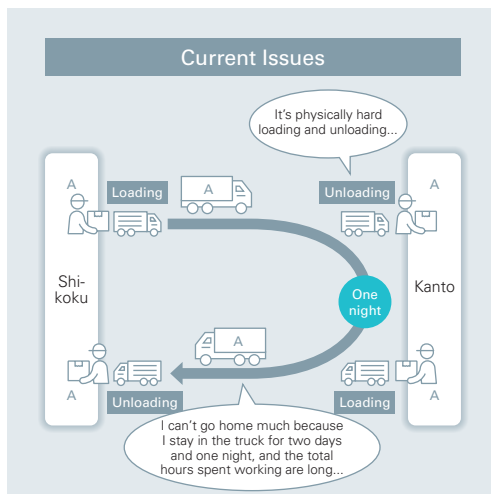 Current Issues
It's physically hard
loading and unloading...
A
Loading
A
Unloading
A
Shi-
koku
One
night
Kanto
A
A
Unloading
Loading
A
I can't go home much because
I stay in the truck for two days
and one night, and the total
hours spent working are long...